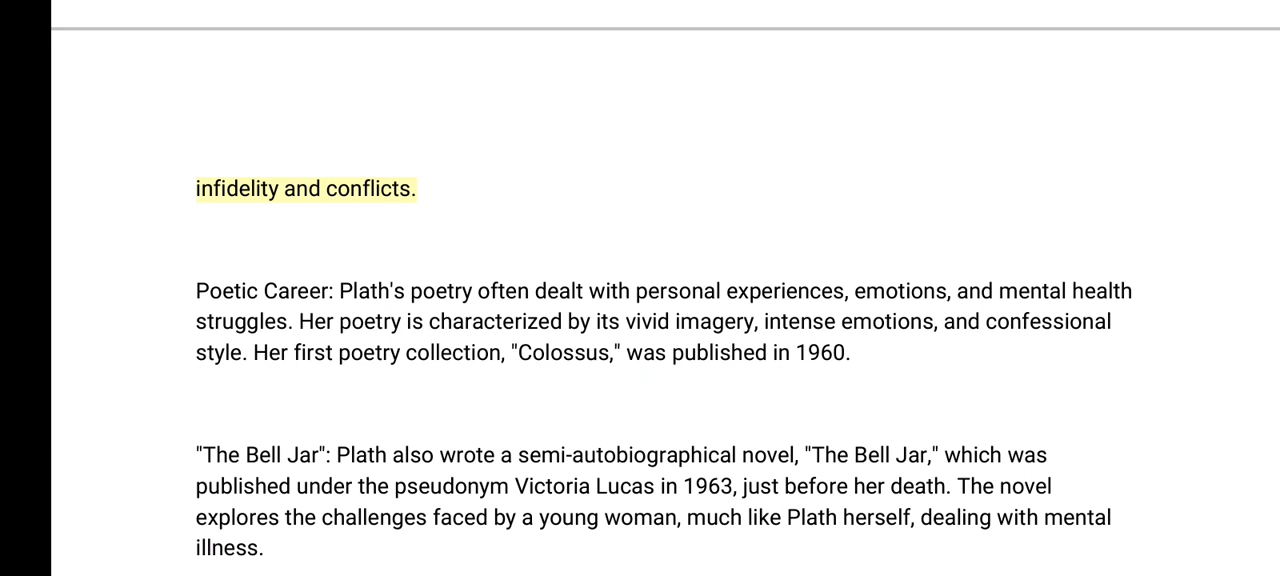 infidelity and conflicts.
Poetic Career: Plath's poetry often dealt with personal experiences, emotions, and mental health
struggles. Her poetry is characterized by its vivid imagery, intense emotions, and confessional
style. Her first poetry collection, "Colossus," was published in 1960.
"The Bell Jar": Plath also wrote a semi-autobiographical novel, "The Bell Jar," which was
published under the pseudonym Victoria Lucas in 1963, just before her death. The novel
explores the challenges faced by a young woman, much like Plath herself, dealing with mental
illness.